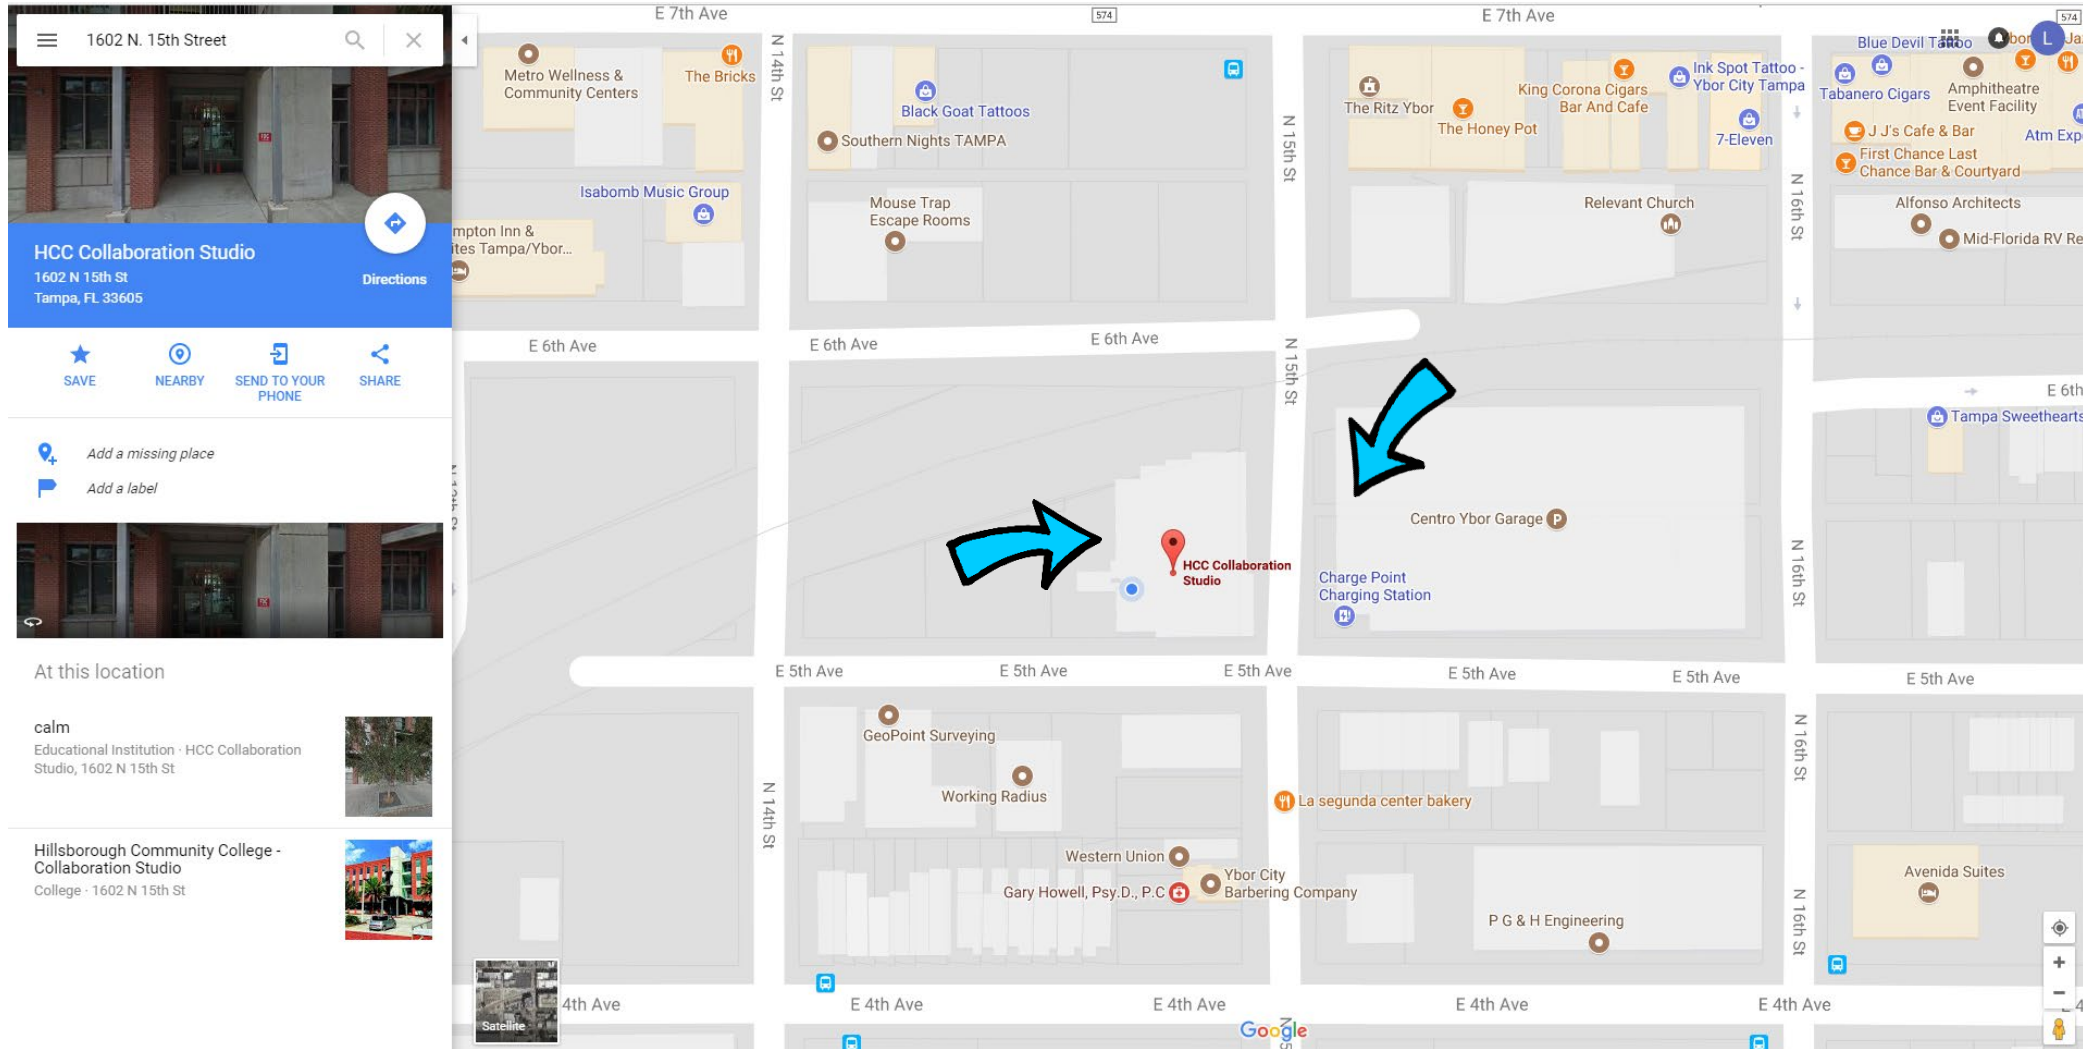 1602 N. 15th Street
HCC Collaboration Studio
1602 N 15th St
Tampa, FL 33605
Directions
SAVE
NEARBY
SEND TO YOUR
PHONE
SHARE
Add a missing place
Add a label
At this location
calm
Educational Institution · HCC Collaboration
Studio, 1602 N 15th St
Hillsborough Community College -
Collaboration Studio
College · 1602 N 15th St
E 7th Ave
574
E 7th Ave
574
L
Metro Wellness &
Community Centers
The Bricks
N 14th St
Black Goat Tattoos
Southern Nights TAMPA
N 15th St
The Ritz Ybor
The Honey Pot
King Corona Cigars
Bar And Cafe
Ink Spot Tattoo -
Ybor City Tampa
7-Eleven
Blue Devil
Tabanero Cigars
Amphitheatre
Event Facility
J J's Cafe & Bar
Atm
First Chance Last
Chance Bar & Courtyard
Isabomb Music Group
Mouse Trap
Escape Rooms
Relevant Church
N 16th St
Alfonso Architects
Mid-Florida RV
mpton Inn &
ites Tampa/Ybor...
E 6th Ave
E 6th Ave
E 6th Ave
N 15th St
E 6th
Tampa Sweethearts
Centro Ybor Garage
P
HCC Collaboration
Studio
Charge Point
Charging Station
N 16th St
E 5th Ave
E 5th Ave
E 5th Ave
E 5th Ave
E 5th Ave
E 5th Ave
GeoPoint Surveying
Working Radius
N 14th St
La segunda center bakery
N 16th St
Western Union
Gary Howell, Psy.D., P.C
Ybor City
Barbering Company
P G & H Engineering
Avenida Suites
N 16th St
Satellite
4th Ave
E 4th Ave
E 4th Ave
E 4th Ave
E 4th Ave
Google